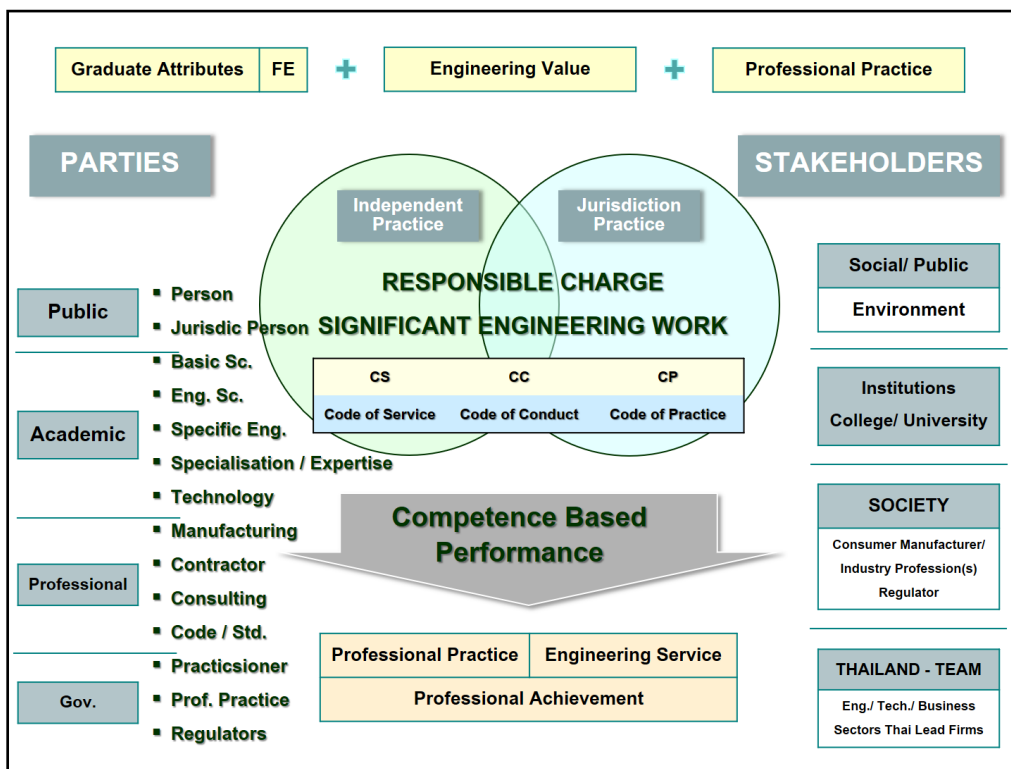 Graduate Attributes FE + Engineering Value + Professional Practice
PARTIES
STAKEHOLDERS
Independent
Practice
Jurisdiction
Practice
RESPONSIBLE CHARGE
SIGNIFICANT ENGINEERING WORK
CS CC CP
Code of Service Code of Conduct Code of Practice
Public
▪ Person
▪ Jurisdic Person
Academic
▪ Basic Sc.
▪ Eng. Sc.
▪ Specific Eng.
▪ Specialisation / Expertise
▪ Technology
Professional
▪ Manufacturing
▪ Contractor
▪ Consulting
▪ Code / Std.
Gov.
▪ Practicsioner
▪ Prof. Practice
▪ Regulators
Competence Based
Performance
Professional Practice Engineering Service
Professional Achievement
Social/ Public
Environment
Institutions
College/ University
SOCIETY
Consumer Manufacturer/
Industry Profession(s)
Regulator
THAILAND - TEAM
Eng./ Tech./ Business
Sectors Thai Lead Firms